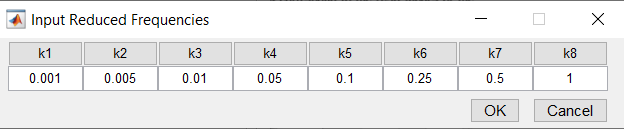 Input Reduced Frequencies
k1 k2 k3 k4 k5 k6 k7 k8
0.001 0.005 0.01 0.05 0.1 0.25 0.5 1
OK Cancel